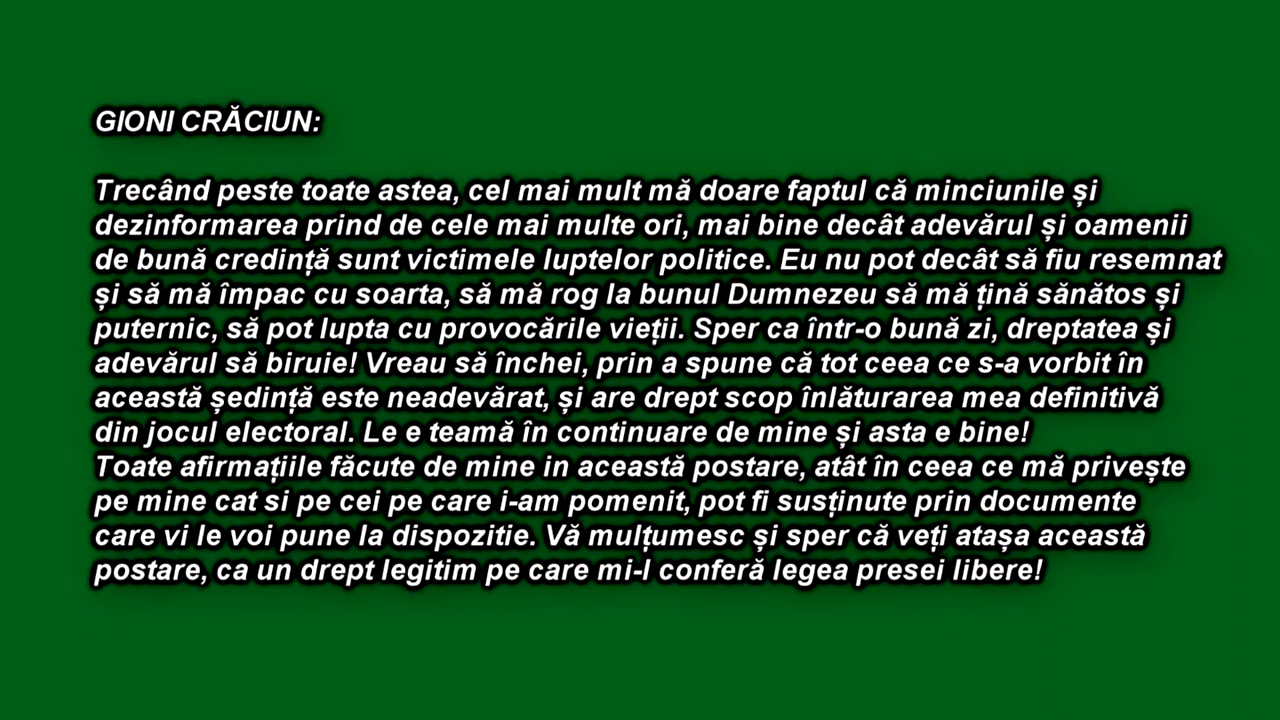 GIONI CRĂCIUN:
Trecând peste toate astea, cel mai mult mă doare faptul că minciunile și
dezinformarea prind de cele mai multe ori, mai bine decât adevărul și oamenii
de bună credință sunt victimele luptelor politice. Eu nu pot decât să fiu resemnat
și să mă împac cu soarta, să mă rog la bunul Dumnezeu să mă țină sănătos și
puternic, să pot lupta cu provocările vieții. Sper ca într-o bună zi, dreptatea și
adevărul să biruie! Vreau să închei, prin a spune că tot ceea ce s-a vorbit în
această ședință este neadevărat, și are drept scop înlăturarea mea definitivă
din jocul electoral. Le e teamă în continuare de mine și asta e bine!
Toate afirmațiile făcute de mine in această postare, atât în ceea ce mă privește
pe mine cat si pe cei pe care i-am pomenit, pot fi susținute prin documente
care vi le voi pune la dispozitie. Vă mulțumesc și sper că veți atașa această
postare, ca un drept legitim pe care mi-l conferă legea presei libere!